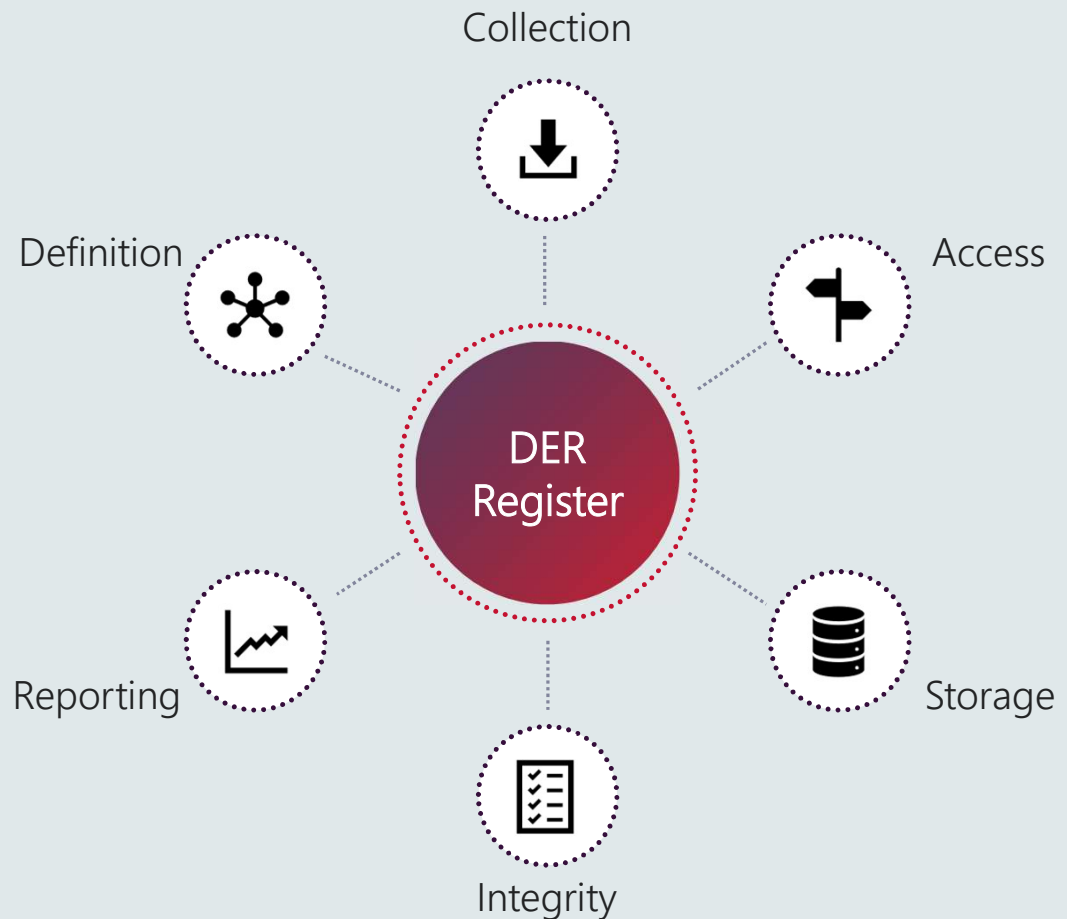 Collection
Definition
Access
DER
Register
Reporting
Storage
Integrity